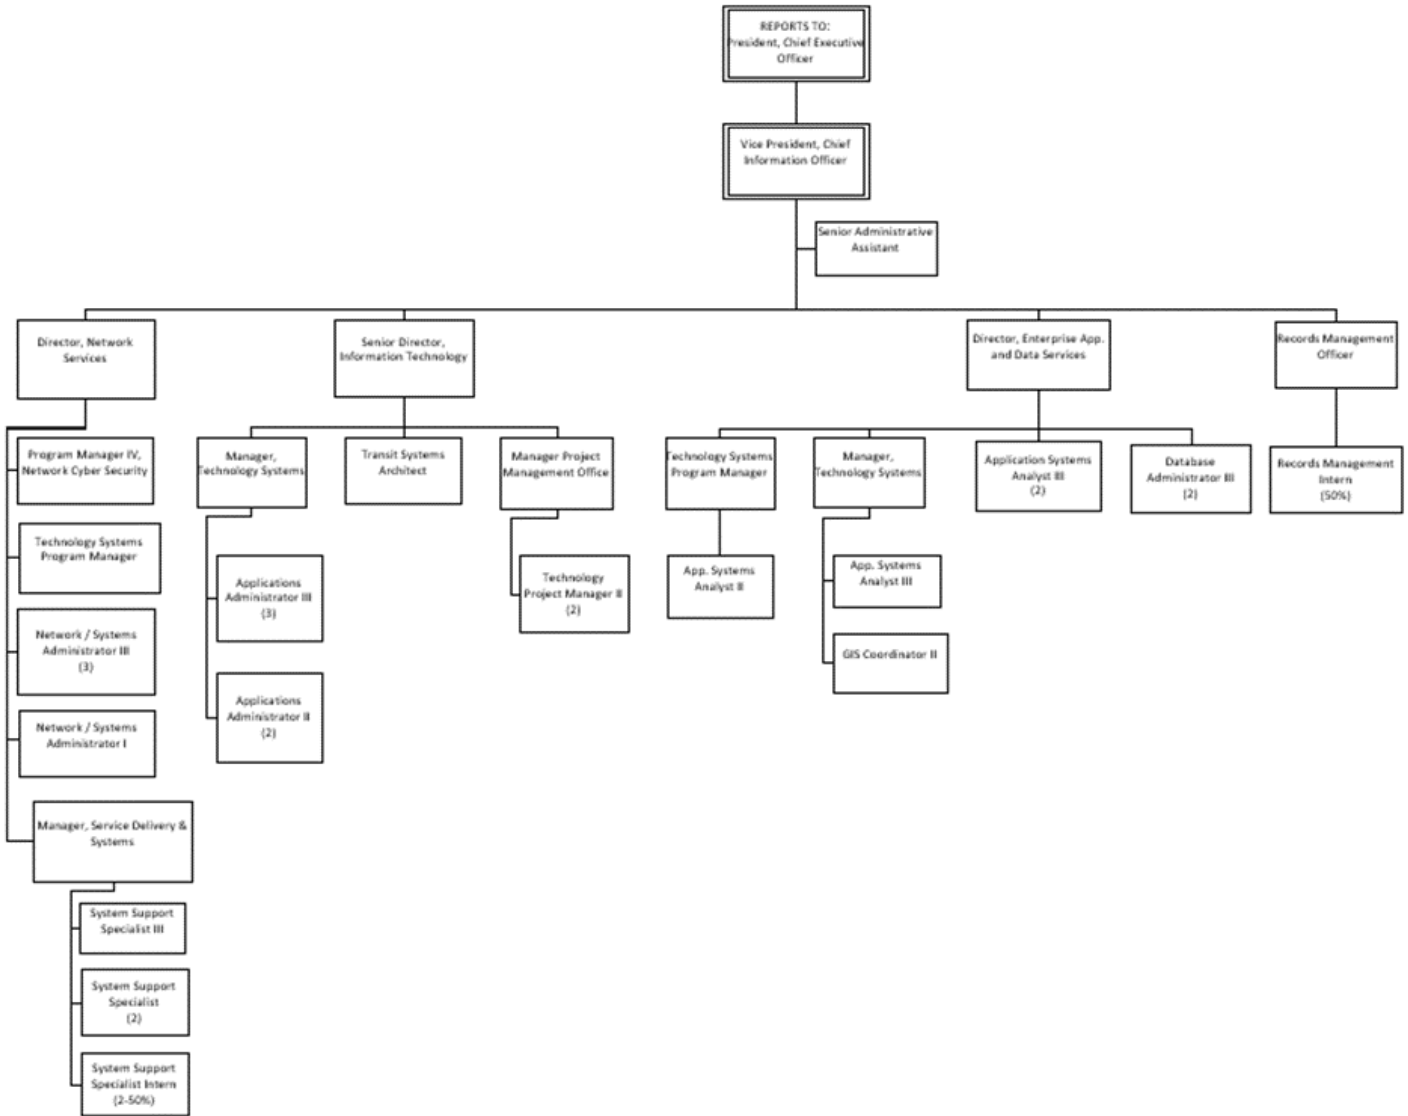 REPORTS TO:
President, Chief Executive
Officer
Vice President, Chief
Information Officer
Senior Administrative
Assistant
Director, Network
Services
Senior Director,
Information Technology
Director, Enterprise App.
and Data Services
Records Management
Officer
Program Manager IV,
Network Cyber Security
Technology Systems
Program Manager
Network / Systems
Administrator III
(3)
Network / Systems
Administrator I
Manager, Service Delivery &
Systems
System Support
Specialist III
System Support
Specialist
(2)
System Support
Specialist Intern
(2-50%)
Manager,
Technology Systems
Applications
Administrator III
(3)
Applications
Administrator II
(2)
Transit Systems
Architect
Manager Project
Management Office
Technology
Project Manager II
(2)
Technology Systems
Program Manager
App. Systems
Analyst II
Manager,
Technology Systems
App. Systems
Analyst III
GIS Coordinator II
Application Systems
Analyst III
(2)
Database
Administrator III
(2)
Records Management
Intern
(50%)